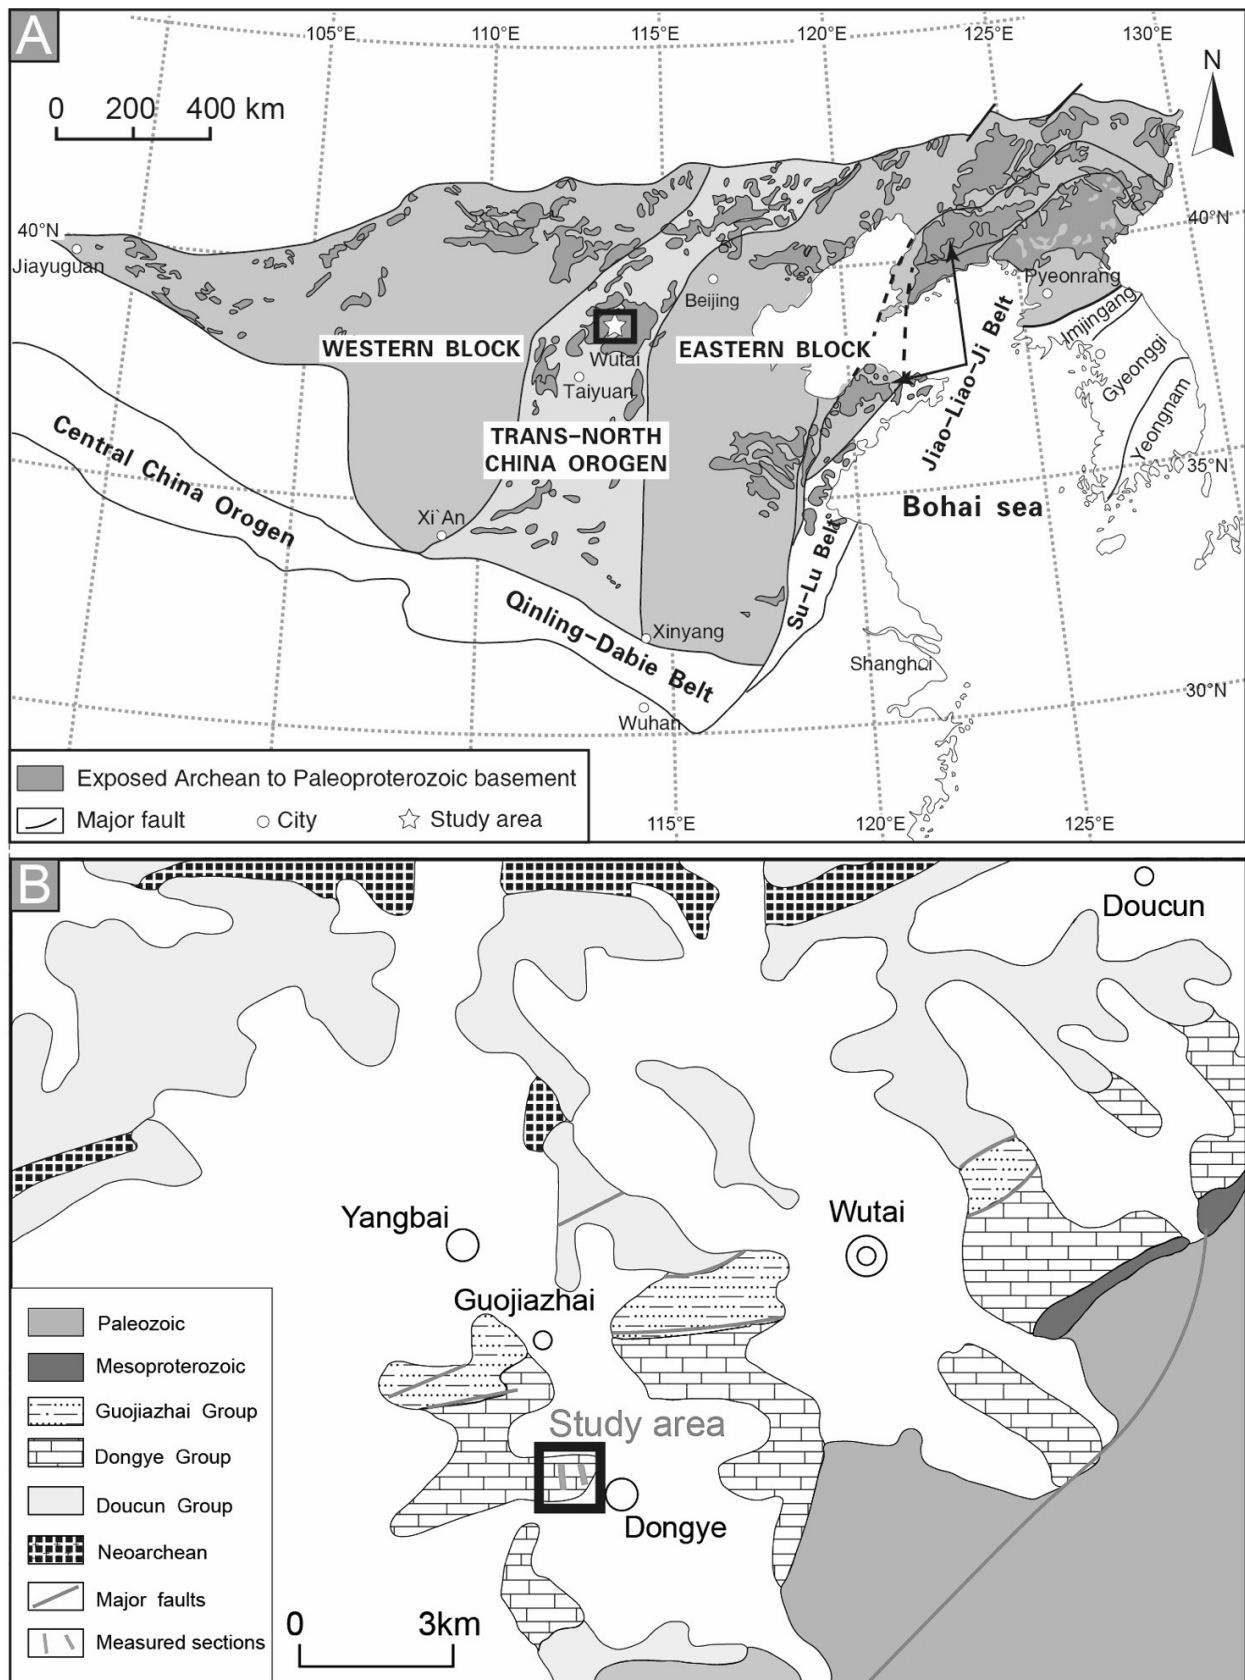 A
105°E
110°E
115°E
120°E
125°E
130°E
N
0 200 400 km
40°N
40°N
Jiayuguan
Beijing
Pyeonrang
Imjingang
Gyeonggi
Yeongnam
WESTERN BLOCK
EASTERN BLOCK
Wutai
Taiyuan
Jiao-Liao-Ji Belt
TRANS-NORTH
CHINA OROGEN
Central China Orogen
35°N
Bohai sea
Xi`An
Su-Lu Belt
Qinling-Dabie Belt
Xinyang
Shanghai
30°N
Wuhan
Exposed Archean to Paleoproterozoic basement
Major fault
City
Study area
115°E
120°E
125°E
B
Doucun
Yangbai
Wutai
Guojiazhai
Study area
Dongye
Paleozoic
Mesoproterozoic
Guojiazhai Group
Dongye Group
Doucun Group
Neoarchean
Major faults
Measured sections
0 3km